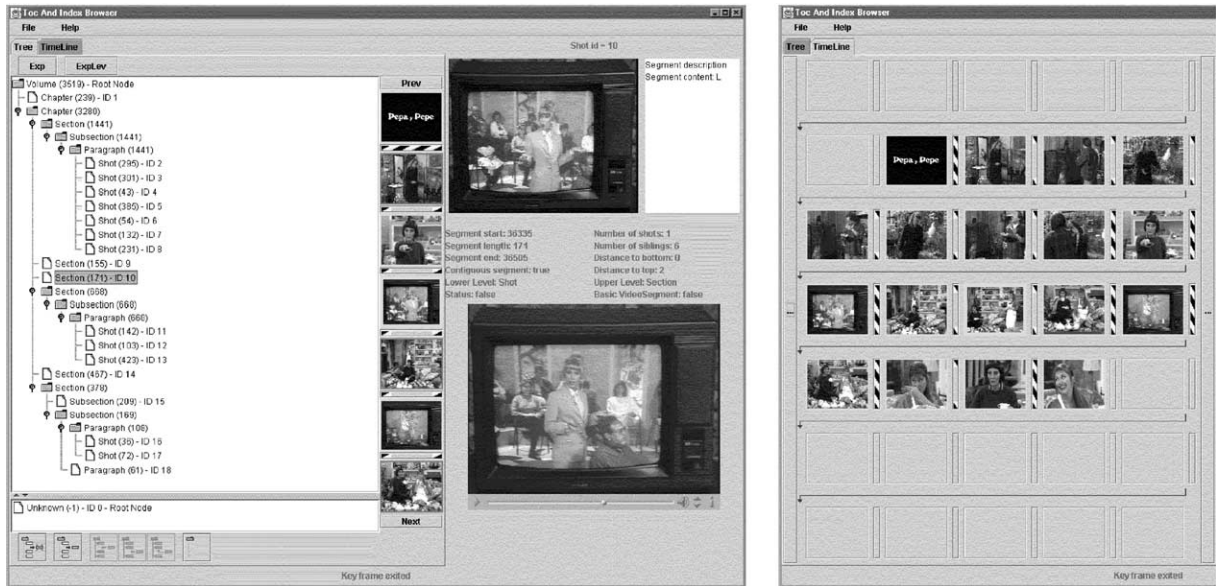 Toc And Index Browser
File Help
Tree TimeLine
Exp ExpLev
Volume (3519) - Root Node
Chapter (239) - ID 1
Chapter (3280)
Section (1441)
Subsection (1441)
Paragraph (1441)
Shot (295) - ID 2
Shot (301) - ID 3
Shot (43) - ID 4
Shot (385) - ID 5
Shot (54) - ID 6
Shot (132) - ID 7
Shot (231) - ID 8
Section (155) - ID 9
Section (171) - ID 10
Section (668)
Subsection (668)
Paragraph (668)
Shot (142) - ID 11
Shot (103) - ID 12
Shot (423) - ID 13
Section (467) - ID 14
Section (378)
Subsection (209) - ID 15
Subsection (169)
Paragraph (108)
Shot (36) - ID 16
Shot (72) - ID 17
Paragraph (61) - ID 18
Unknown (-1) - ID 0 - Root Node
Prev
Pepa, Pepe
Next
Shot id = 10
Segment description
Segment content: L
Segment start: 36335
Segment length: 171
Segment end: 36505
Contiguous segment: true
Lower Level: Shot
Status: false
Number of shots: 1
Number of siblings: 6
Distance to bottom: 0
Distance to top: 2
Upper Level: Section
Basic VideoSegment: false
Key frame exited
Toc And Index Browser
File Help
Tree TimeLine
Pepa, Pepe
Key frame exited